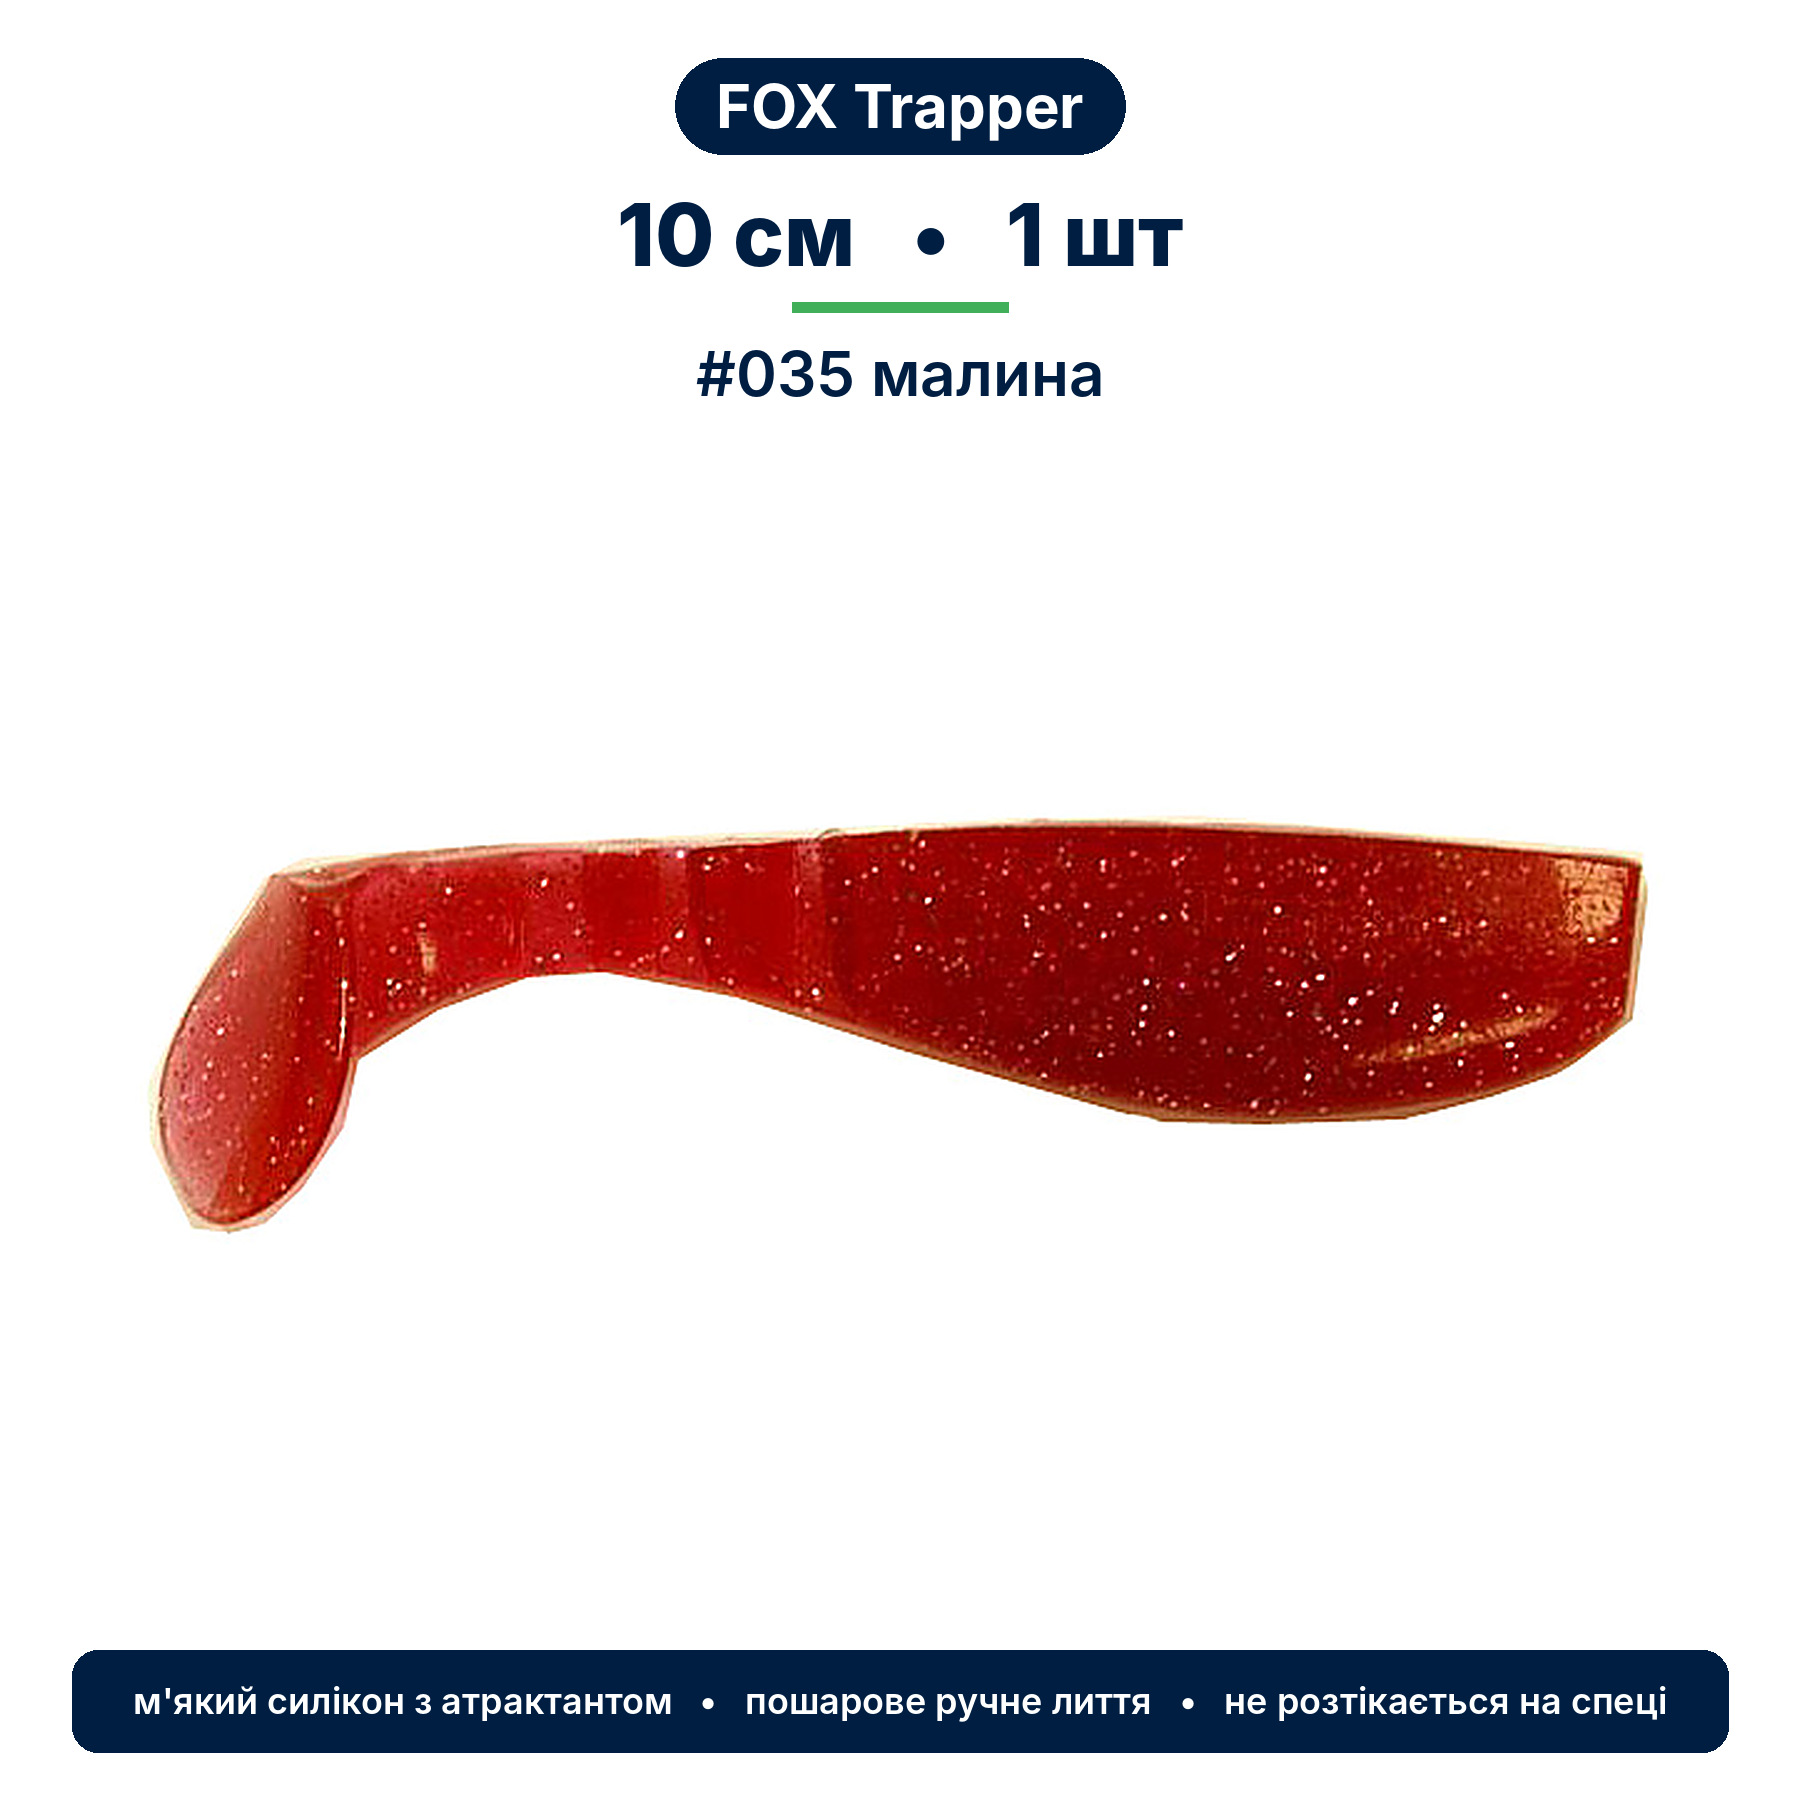 FOX Trapper
10 см • 1 шт
#035 малина
м'який силікон з атрактантом • пошарове ручне лиття • не розтікається на спеці